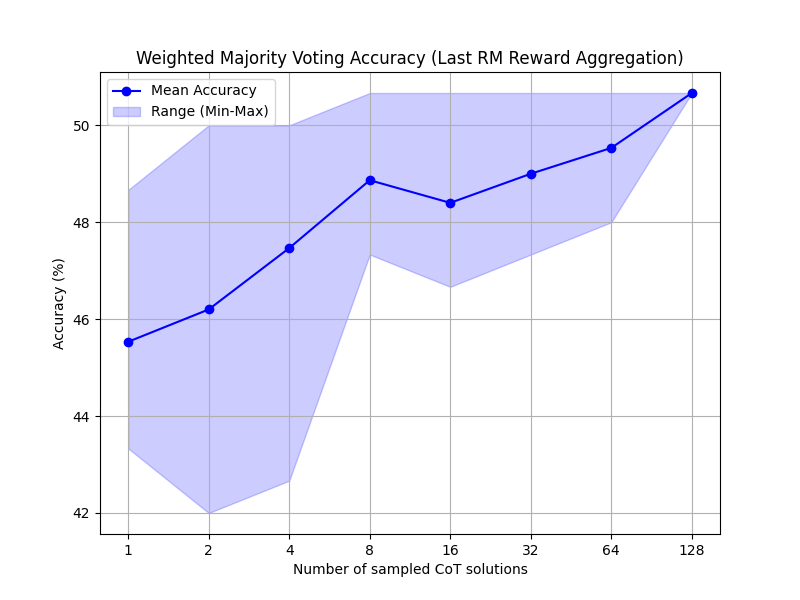 Weighted Majority Voting Accuracy (Last RM Reward Aggregation)
Mean Accuracy
Range (Min-Max)
Accuracy (%)
50
48
46
44
42
1 2 4 8 16 32 64 128
Number of sampled CoT solutions